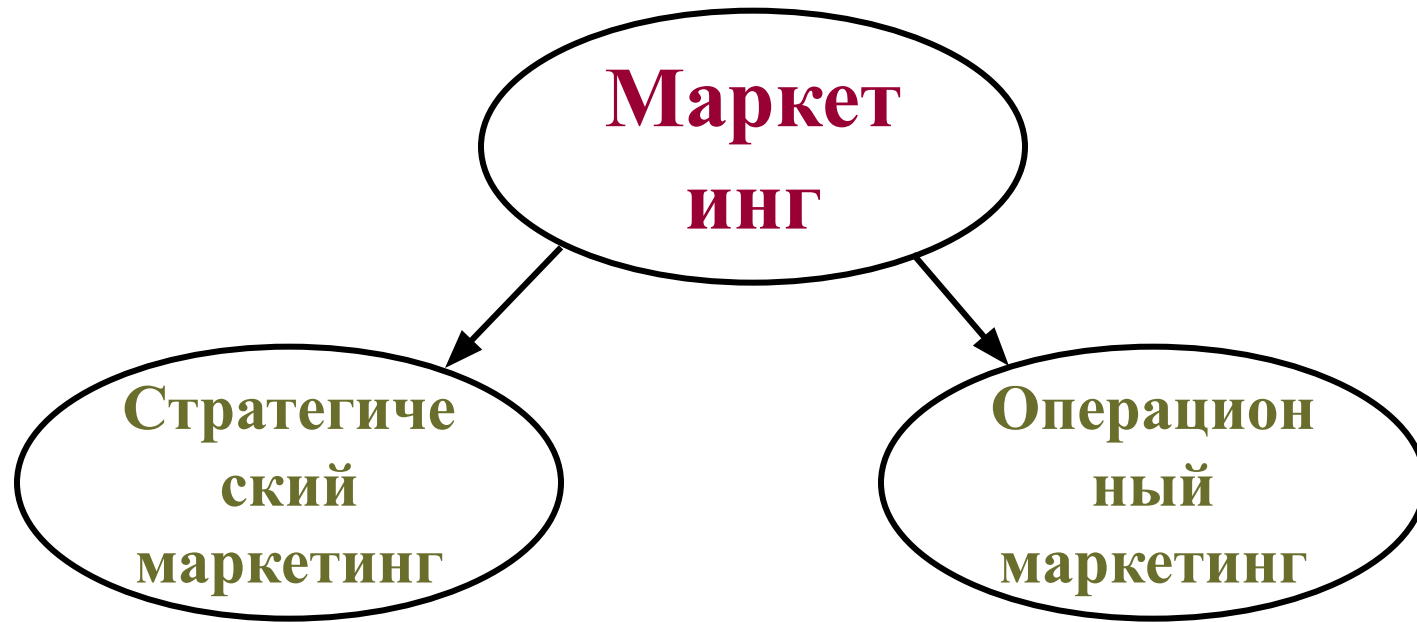 Маркет
инг
Стратегиче
ский
маркетинг
Операцион
ный
маркетинг